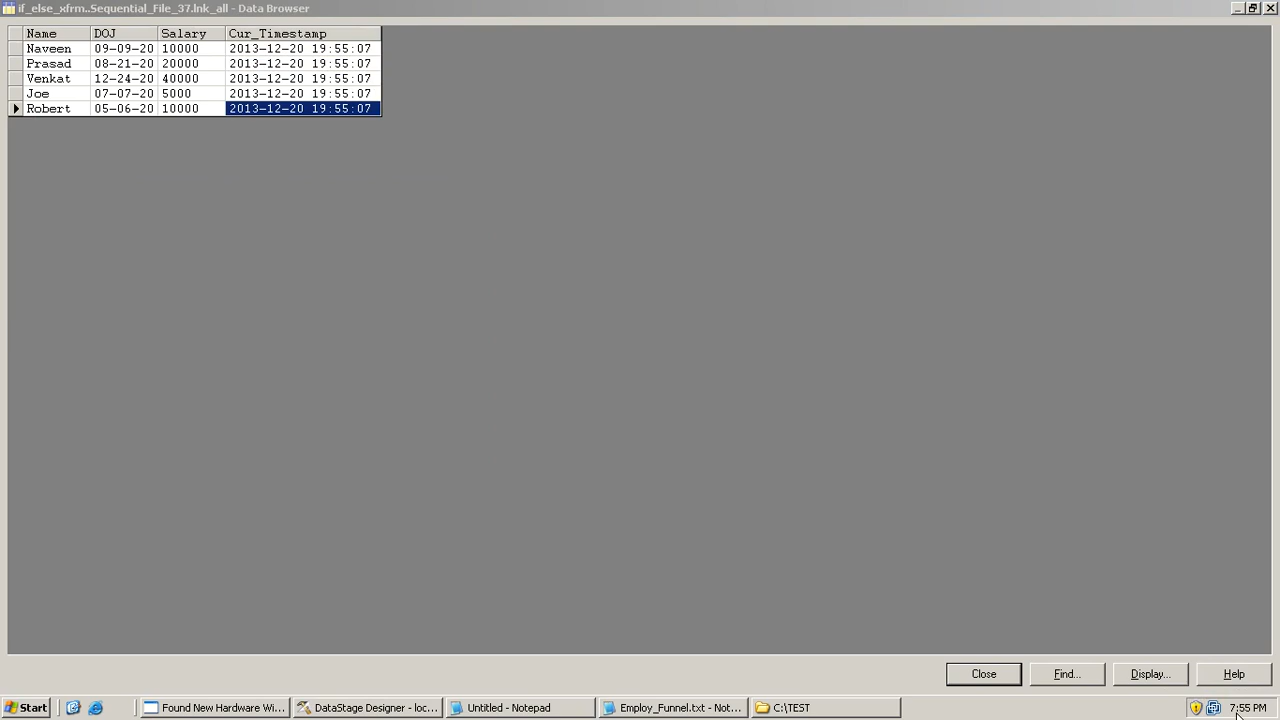 if_else_xfrm..Sequential_File_37.lnk_all - Data Browser
Name DOJ Salary Cur_Timestamp
Naveen 09-09-20 10000 2013-12-20 19:55:07
Prasad 08-21-20 20000 2013-12-20 19:55:07
Venkat 12-24-20 40000 2013-12-20 19:55:07
Joe 07-07-20 5000 2013-12-20 19:55:07
Robert 05-06-20 10000 2013-12-20 19:55:07
Close Find... Display... Help
Start Found New Hardware Wi... DataStage Designer - loc... Untitled - Notepad Employ_Funnel.txt - Not... C:\TEST 7:55 PM